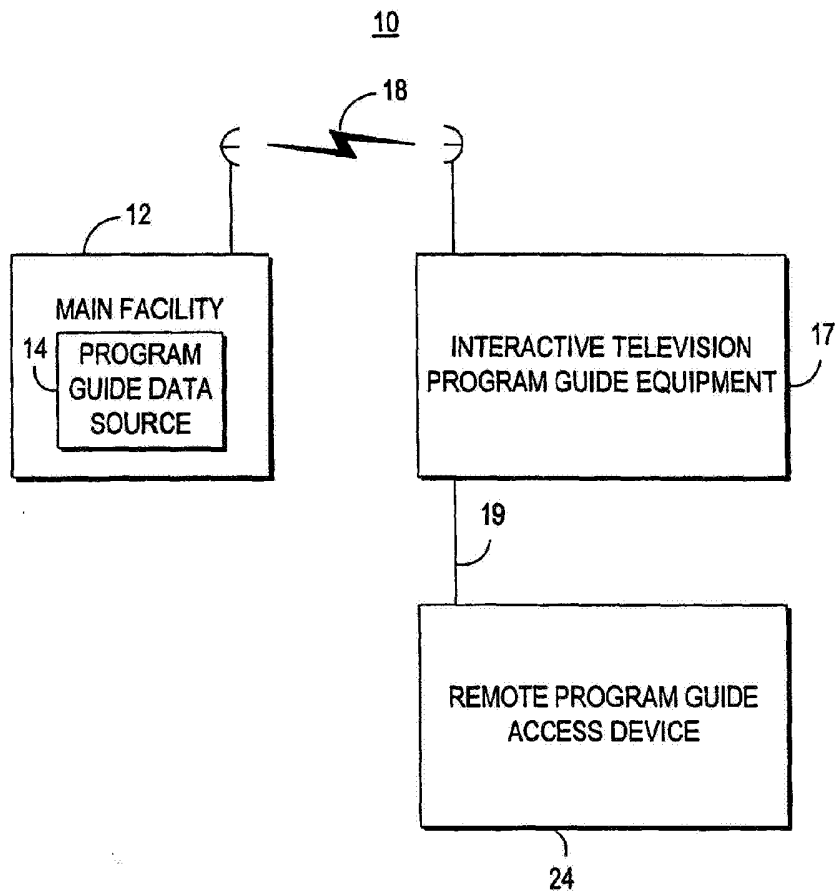 10
18
12
MAIN FACILITY
14
PROGRAM
GUIDE DATA
SOURCE
INTERACTIVE TELEVISION
PROGRAM GUIDE EQUIPMENT
17
19
REMOTE PROGRAM GUIDE
ACCESS DEVICE
24